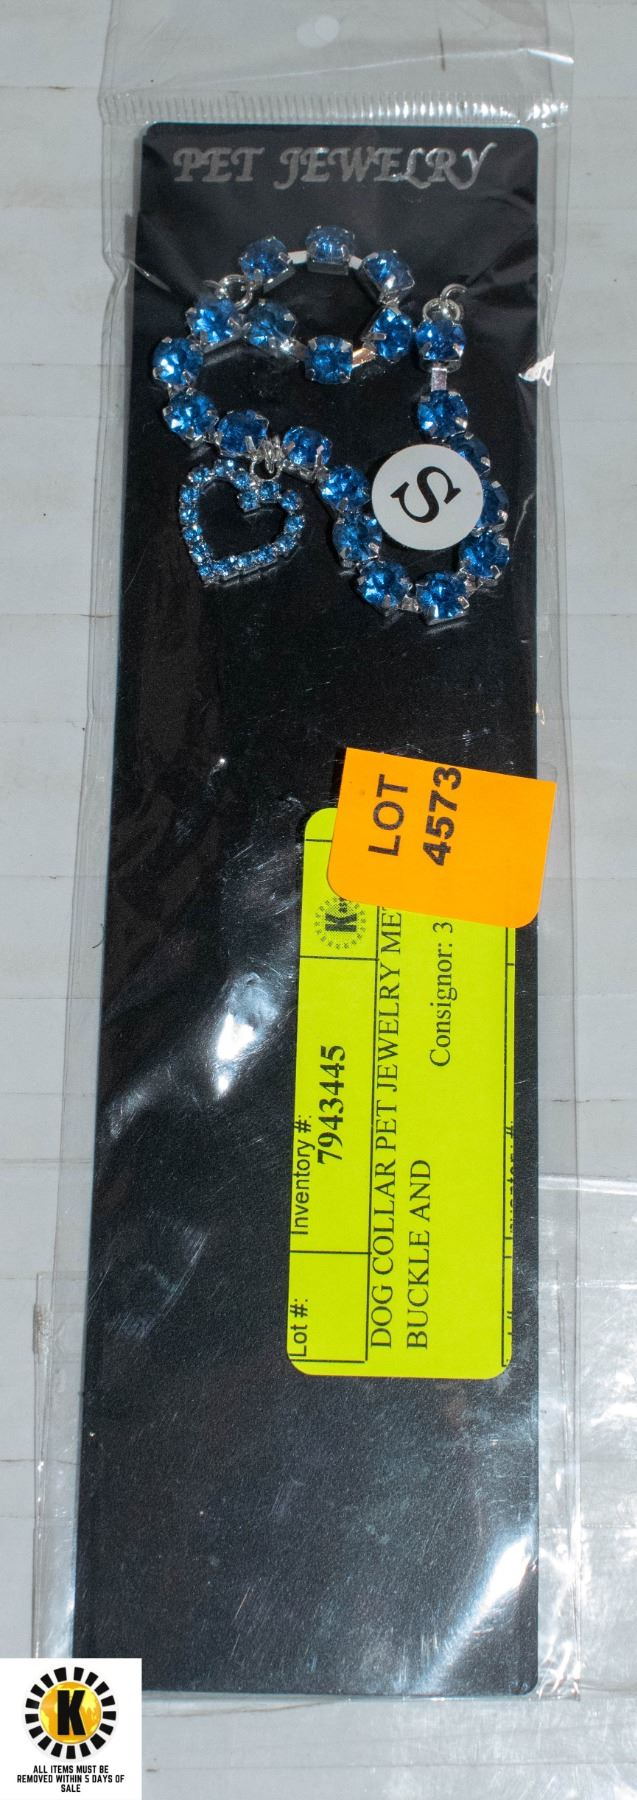 PET JEWELRY
S
LOT
4573
Lot #:
Inventory #:
7943445
K
DOG COLLAR PET JEWELRY ME
BUCKLE AND
Consignor: 3
K
ALL ITEMS MUST BE
REMOVED WITHIN 5 DAYS OF
SALE